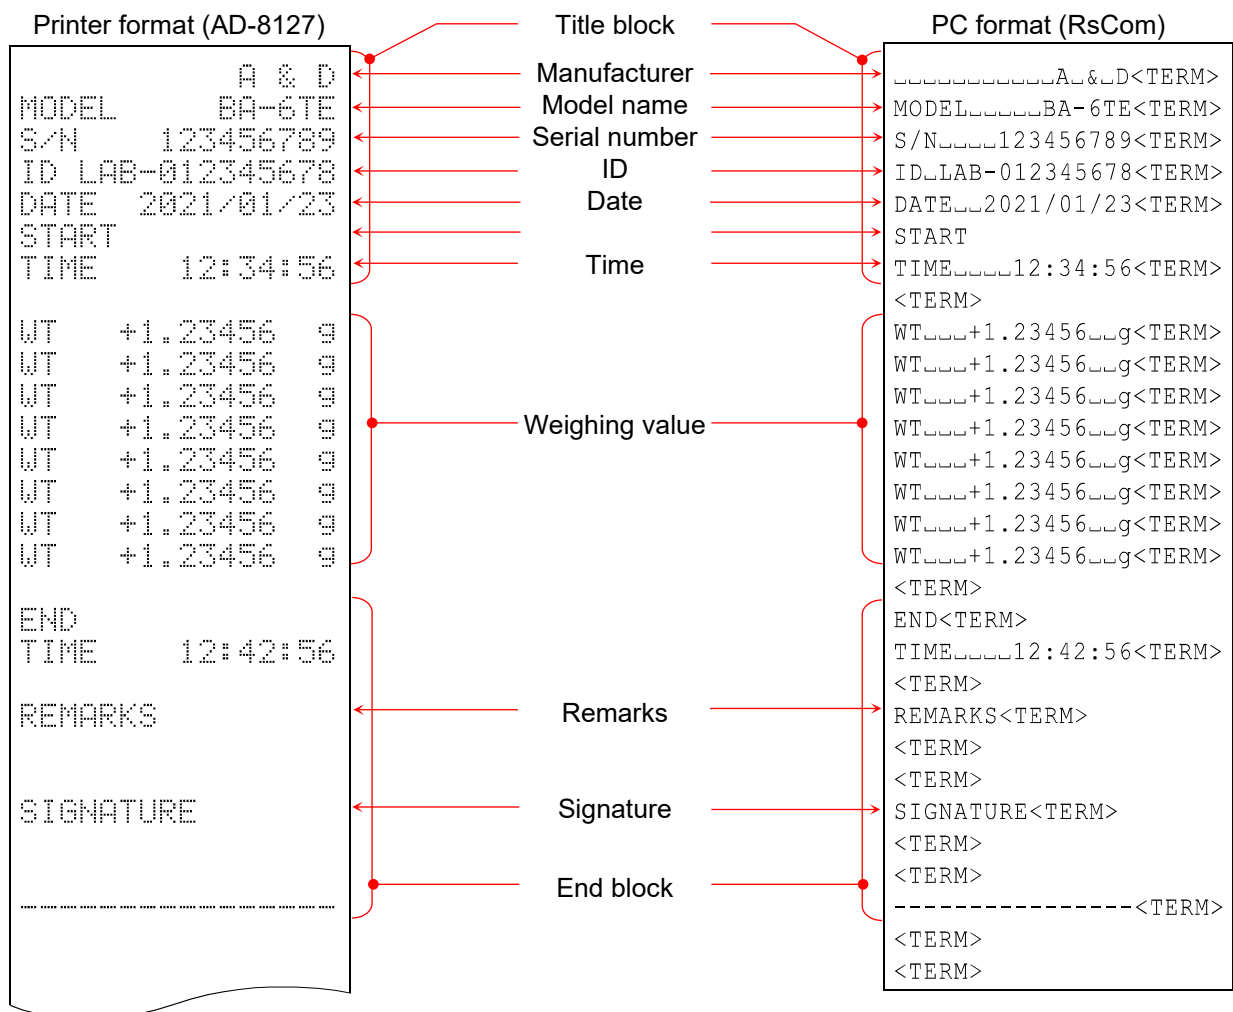 Printer format (AD-8127)
A & D
MODEL BA-6TE
S/N 123456789
ID LAB-012345678
DATE 2021/01/23
START
TIME 12:34:56
WT +1.23456 g
WT +1.23456 g
WT +1.23456 g
WT +1.23456 g
WT +1.23456 g
WT +1.23456 g
WT +1.23456 g
WT +1.23456 g
END
TIME 12:42:56
REMARKS
SIGNATURE
----------------
Title block
Manufacturer
Model name
Serial number
ID
Date
Time
Weighing value
Remarks
Signature
End block
PC format (RsCom)
␣␣␣␣␣␣␣␣␣␣␣A␣&␣D<TERM>
MODEL␣␣␣␣␣BA-6TE<TERM>
S/N␣␣␣␣123456789<TERM>
ID␣LAB-012345678<TERM>
DATE␣␣2021/01/23<TERM>
START
TIME␣␣␣␣12:34:56<TERM>
<TERM>
WT␣␣␣+1.23456␣␣g<TERM>
WT␣␣␣+1.23456␣␣g<TERM>
WT␣␣␣+1.23456␣␣g<TERM>
WT␣␣␣+1.23456␣␣g<TERM>
WT␣␣␣+1.23456␣␣g<TERM>
WT␣␣␣+1.23456␣␣g<TERM>
WT␣␣␣+1.23456␣␣g<TERM>
WT␣␣␣+1.23456␣␣g<TERM>
<TERM>
END<TERM>
TIME␣␣␣␣12:42:56<TERM>
<TERM>
REMARKS<TERM>
<TERM>
<TERM>
SIGNATURE<TERM>
<TERM>
<TERM>
----------------<TERM>
<TERM>
<TERM>